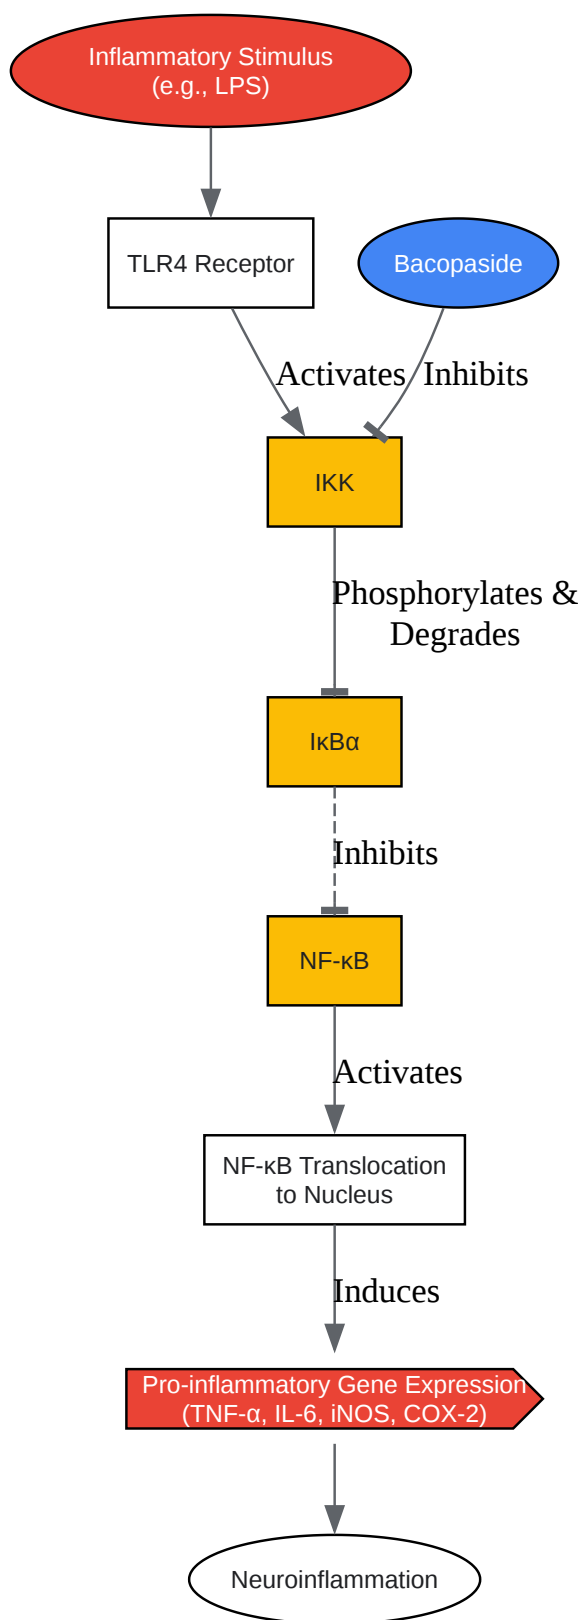 Inflammatory Stimulus
(e.g., LPS)
TLR4 Receptor
Bacopaside
Activates
Inhibits
IKK
Phosphorylates &
Degrades
IκBα
Inhibits
NF-κB
Activates
NF-κB Translocation
to Nucleus
Induces
Pro-inflammatory Gene Expression
(TNF-α, IL-6, iNOS, COX-2)
Neuroinflammation